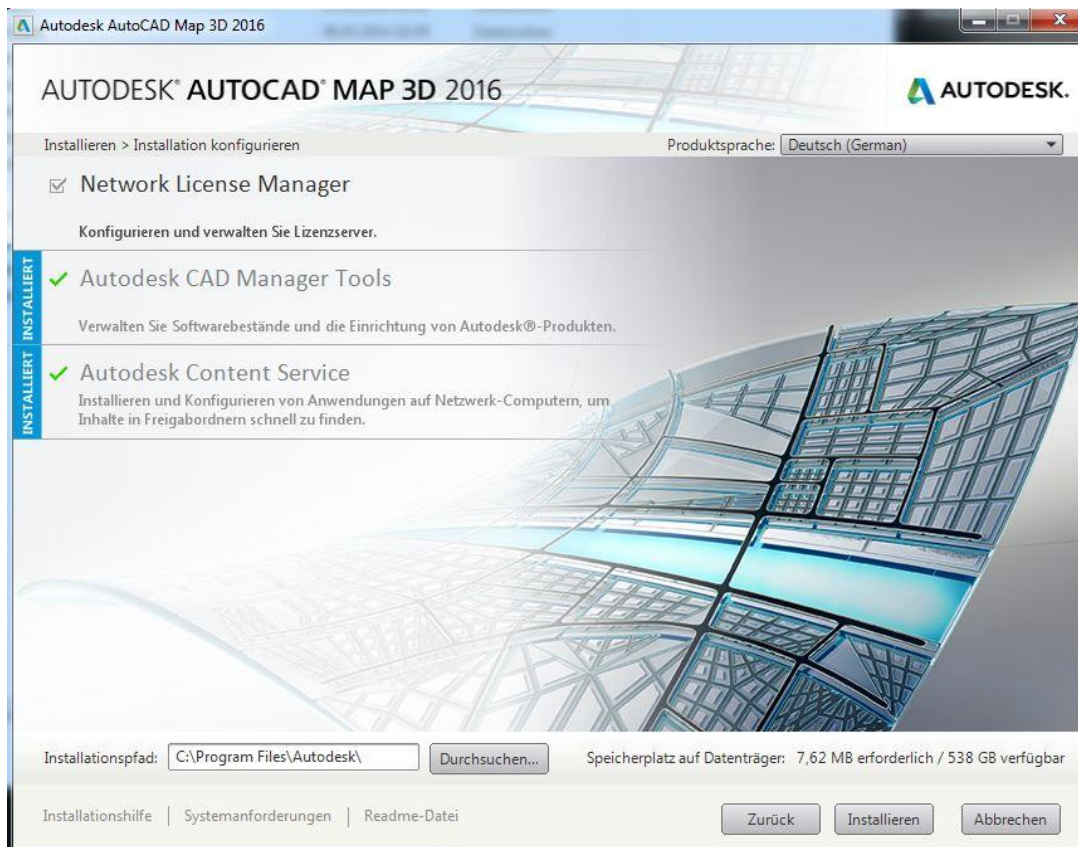 Autodesk AutoCAD Map 3D 2016
AUTODESK® AUTOCAD® MAP 3D 2016
AUTODESK.
Installieren > Installation konfigurieren
Produktsprache: Deutsch (German)
Network License Manager
Konfigurieren und verwalten Sie Lizenzserver.
INSTALLIERT
Autodesk CAD Manager Tools
Verwalten Sie Softwarebestände und die Einrichtung von Autodesk®-Produkten.
INSTALLIERT
Autodesk Content Service
Installieren und Konfigurieren von Anwendungen auf Netzwerk-Computern, um
Inhalte in Freigabordnern schnell zu finden.
Installationspfad: C:\Program Files\Autodesk\ Durchsuchen...
Speicherplatz auf Datenträger: 7,62 MB erforderlich / 538 GB verfügbar
Installationshilfe | Systemanforderungen | Readme-Datei
Zurück Installieren Abbrechen